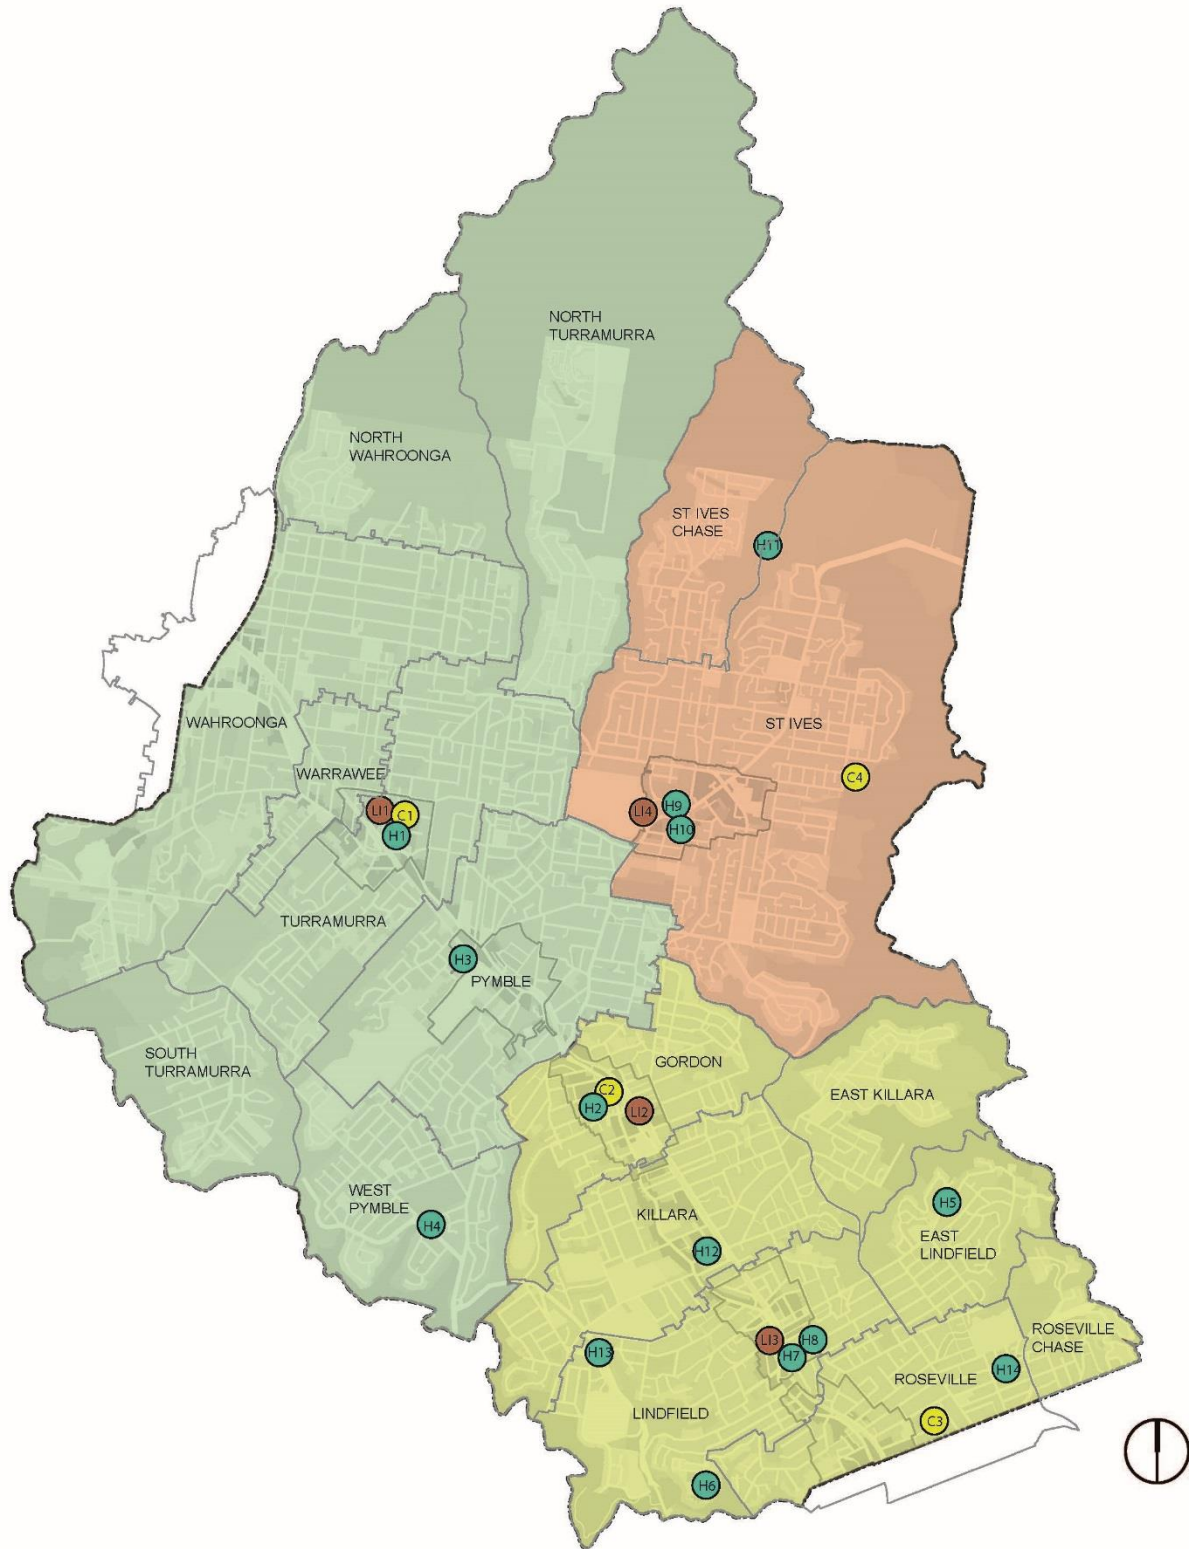 NORTH
TURRAMURRA
NORTH
WAHROONGA
ST IVES
CHASE
H11
WAHROONGA
ST IVES
WARRAWEE
C4
LI1
C1
H1
LI4
H9
H10
TURRAMURRA
H3
PYMBLE
SOUTH
TURRAMURRA
GORDON
C2
H2
LI2
EAST KILLARA
WEST
PYMBLE
H4
KILLARA
H12
H5
EAST
LINDFIELD
LI3
H8
H7
H13
ROSEVILLE
CHASE
ROSEVILLE
H14
LINDFIELD
C3
H6